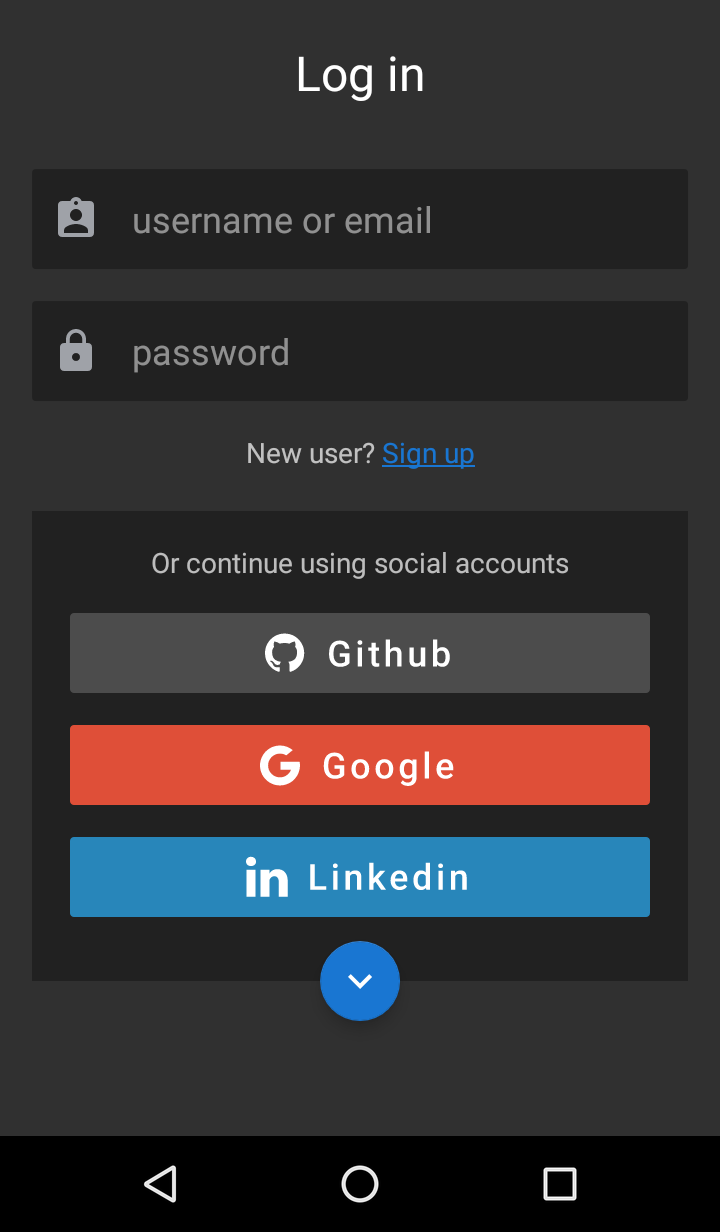 Log in
username or email
password
New user? Sign up
Or continue using social accounts
Github
Google
Linkedin